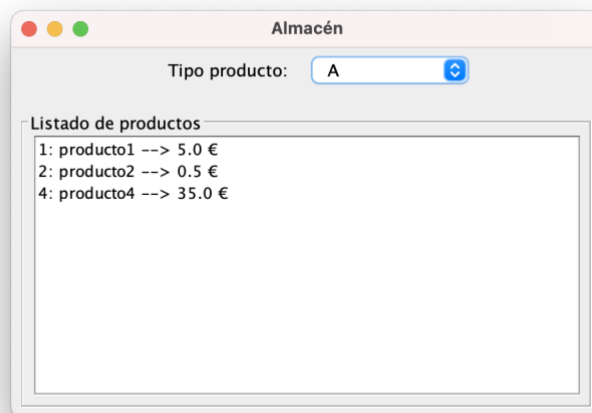 Almacén
Tipo producto: A
Listado de productos
1: producto1 --> 5.0 €
2: producto2 --> 0.5 €
4: producto4 --> 35.0 €